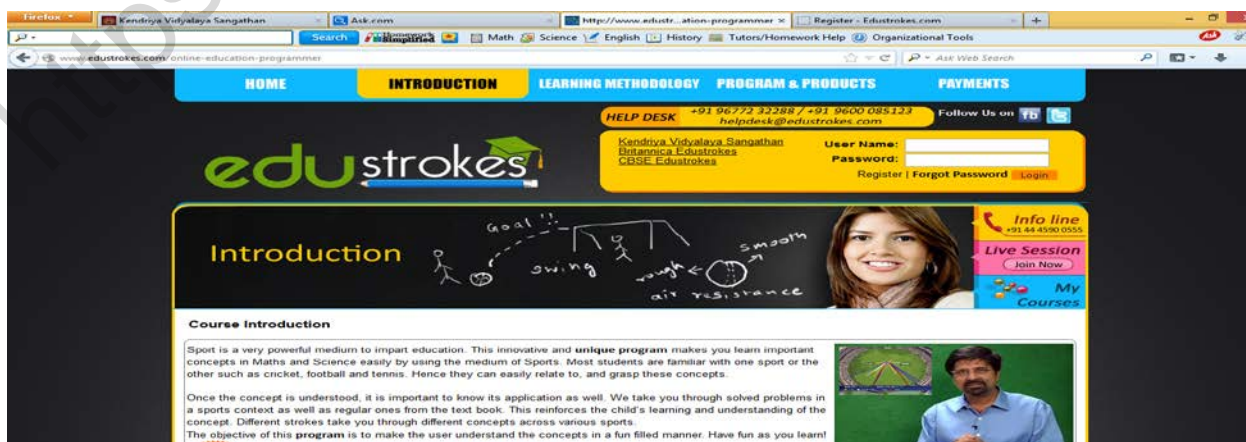 https
Firefox
Kendriya Vidyalaya Sangathan
Ask.com
http://www.edustr...ation-programmer
Register - Edustrokes.com
Search
Homework Simplified
Math
Science
English
History
Tutors/Homework Help
Organizational Tools
www.edustrokes.com/online-education-programmer
Ask Web Search
HOME
INTRODUCTION
LEARNING METHODOLOGY
PROGRAM & PRODUCTS
PAYMENTS
HELP DESK
+91 96772 32288 / +91 9600 085123
helpdesk@edustrokes.com
Follow Us on
edustrokes
Kendriya Vidyalaya Sangathan
Britannica Edustrokes
CBSE Edustrokes
User Name:
Password:
Register | Forgot Password Login
Introduction
Goal !!!
swing
rough
smooth
air resistance
Info line
+91 44 4590 0555
Live Session
Join Now
My
Courses
Course Introduction
Sport is a very powerful medium to impart education. This innovative and unique program makes you learn important
concepts in Maths and Science easily by using the medium of Sports. Most students are familiar with one sport or the
other such as cricket, football and tennis. Hence they can easily relate to, and grasp these concepts.
Once the concept is understood, it is important to know its application as well. We take you through solved problems in
a sports context as well as regular ones from the text book. This reinforces the child's learning and understanding of the
concept. Different strokes take you through different concepts across various sports.
The objective of this program is to make the user understand the concepts in a fun filled manner. Have fun as you learn!